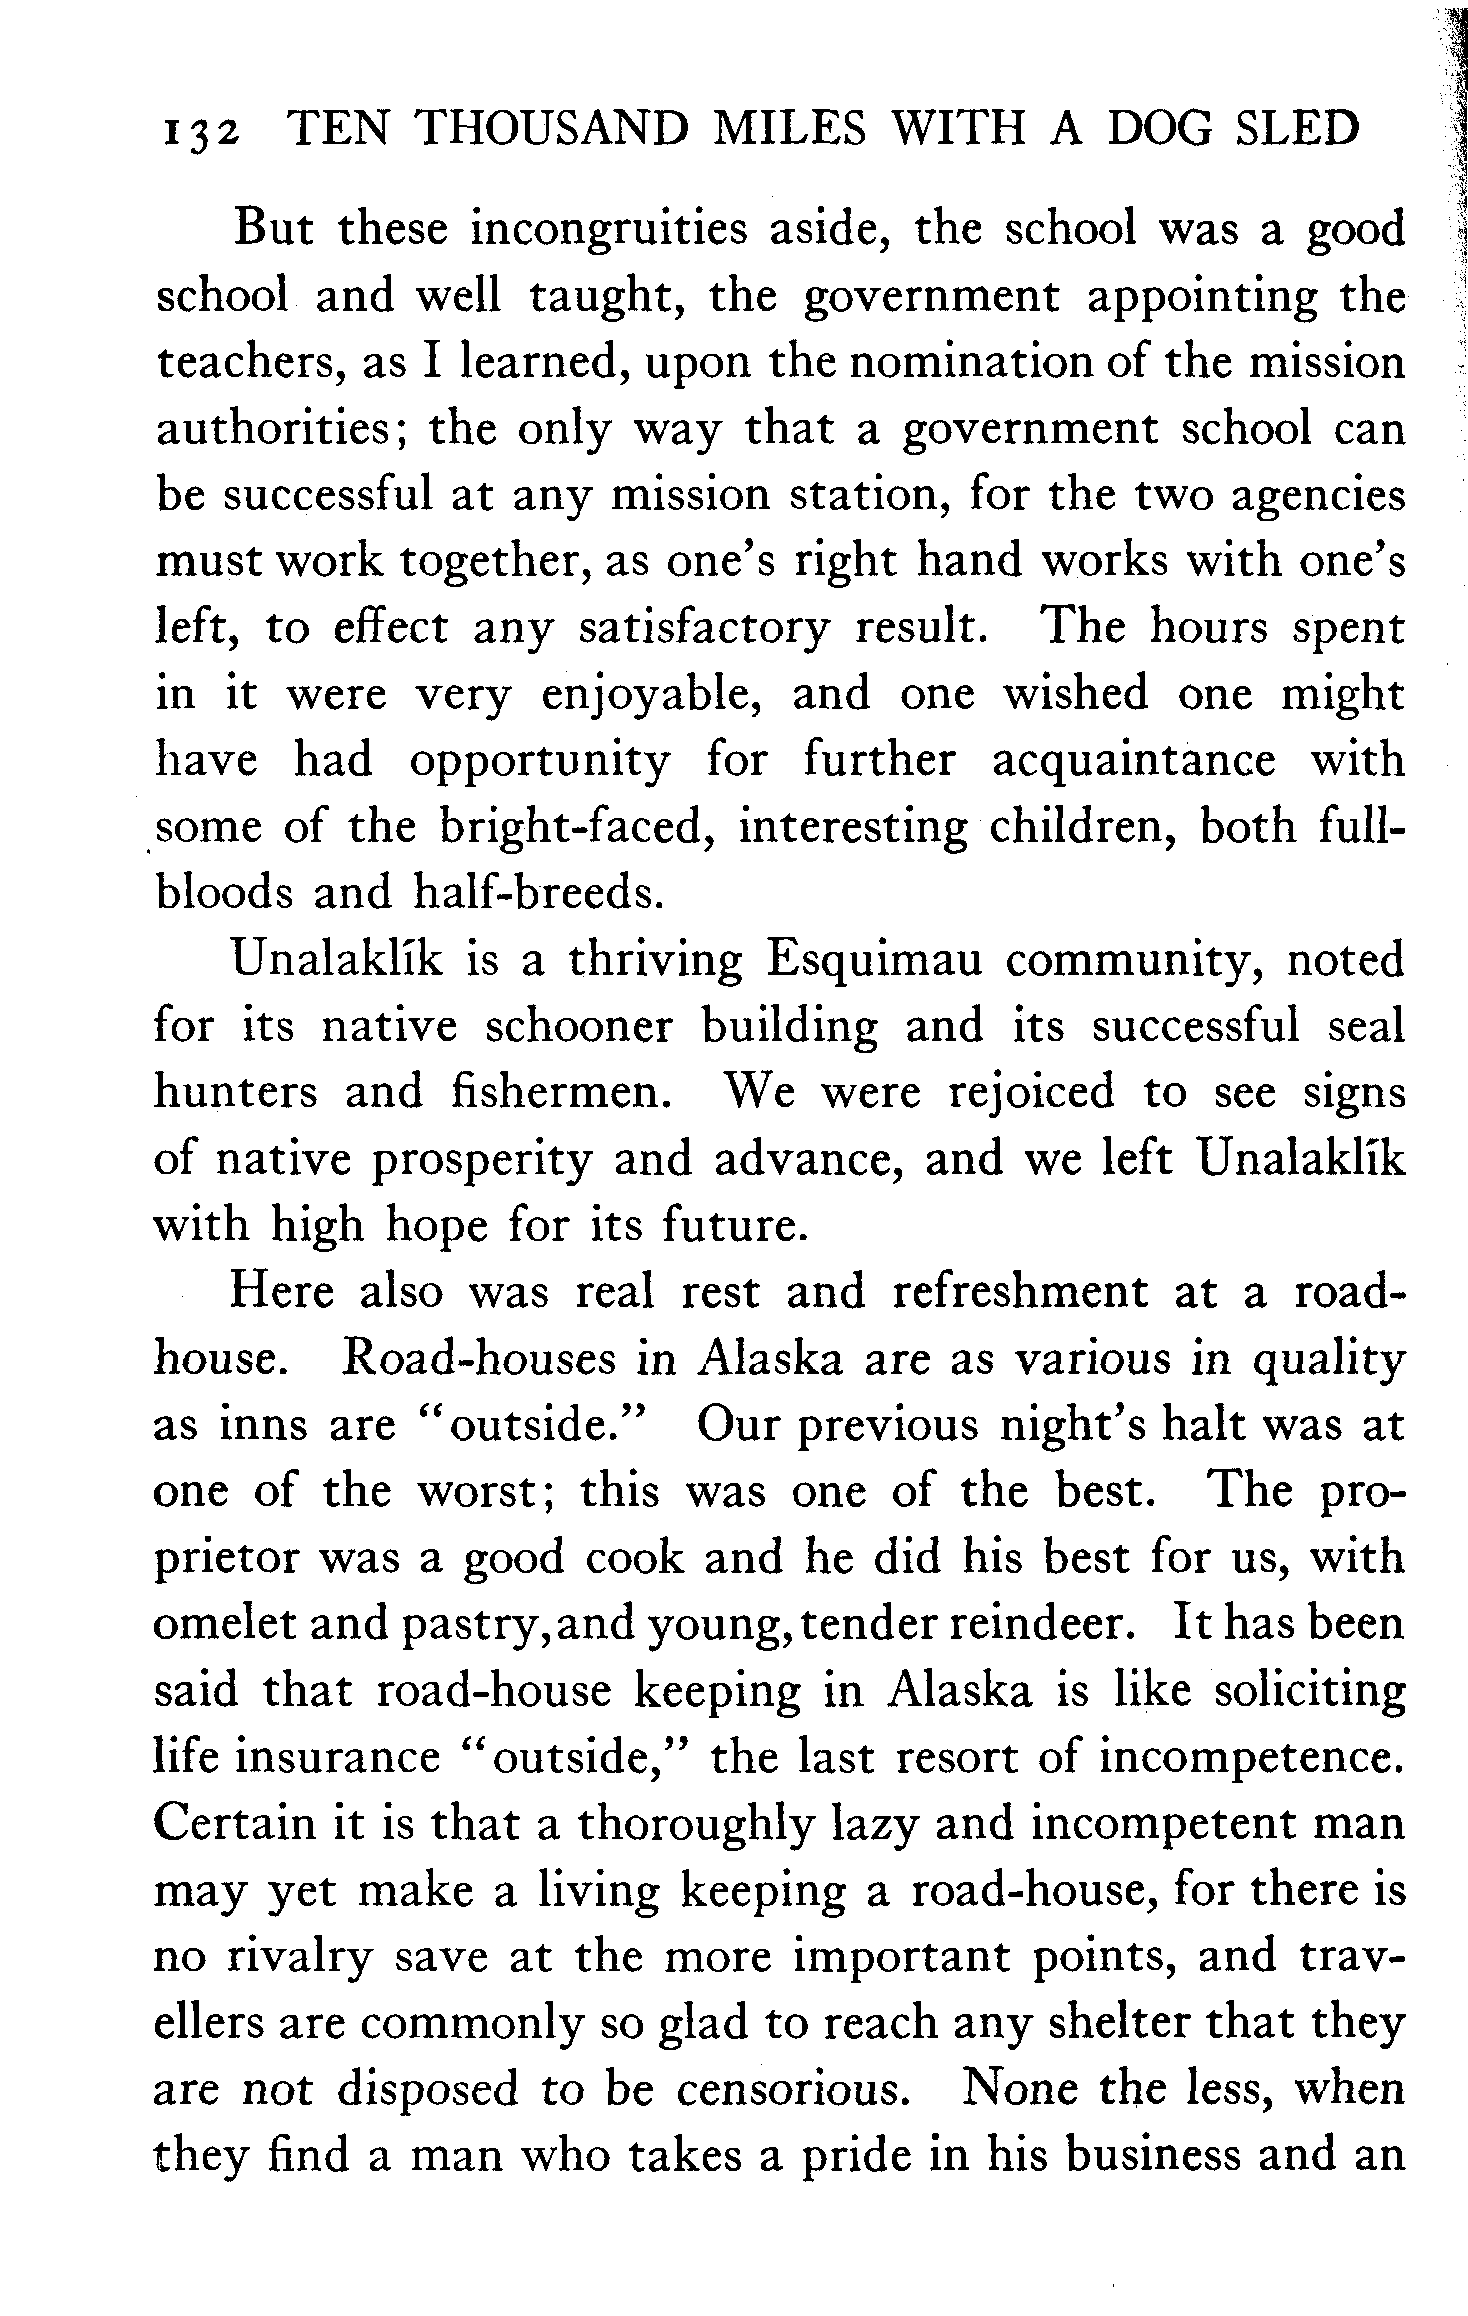 132 TEN THOUSAND MILES WITH A DOG SLED
But these incongruities aside, the school was a good
school and well taught, the government appointing the
teachers, as I learned, upon the nomination of the mission
authorities; the only way that a government school can
be successful at any mission station, for the two agencies
must work together, as one's right hand works with one's
left, to effect any satisfactory result. The hours spent
in it were very enjoyable, and one wished one might
have had opportunity for further acquaintance with
some of the bright-faced, interesting children, both full-
bloods and half-breeds.
Unalaklík is a thriving Esquimau community, noted
for its native schooner building and its successful seal
hunters and fishermen. We were rejoiced to see signs
of native prosperity and advance, and we left Unalaklík
with high hope for its future.
Here also was real rest and refreshment at a road-
house. Road-houses in Alaska are as various in quality
as inns are "outside." Our previous night's halt was at
one of the worst; this was one of the best. The pro-
prietor was a good cook and he did his best for us, with
omelet and pastry, and young, tender reindeer. It has been
said that road-house keeping in Alaska is like soliciting
life insurance "outside," the last resort of incompetence.
Certain it is that a thoroughly lazy and incompetent man
may yet make a living keeping a road-house, for there is
no rivalry save at the more important points, and trav-
ellers are commonly so glad to reach any shelter that they
are not disposed to be censorious. None the less, when
they find a man who takes a pride in his business and an